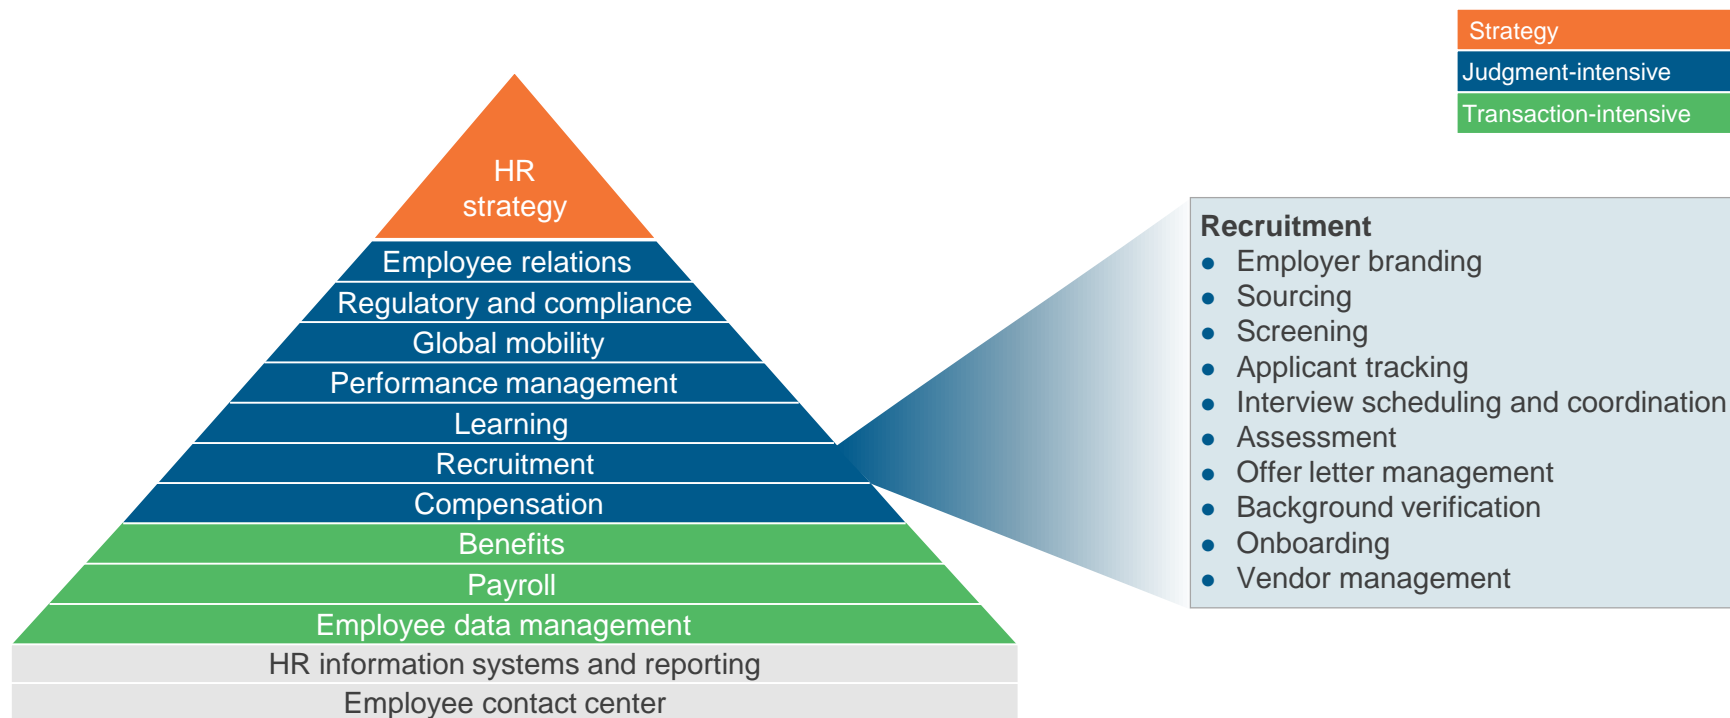 Strategy
Judgment-intensive
Transaction-intensive
HR
strategy
Employee relations
Regulatory and compliance
Global mobility
Performance management
Learning
Recruitment
Compensation
Benefits
Payroll
Employee data management
HR information systems and reporting
Employee contact center
Recruitment
● Employer branding
● Sourcing
● Screening
● Applicant tracking
● Interview scheduling and coordination
● Assessment
● Offer letter management
● Background verification
● Onboarding
● Vendor management